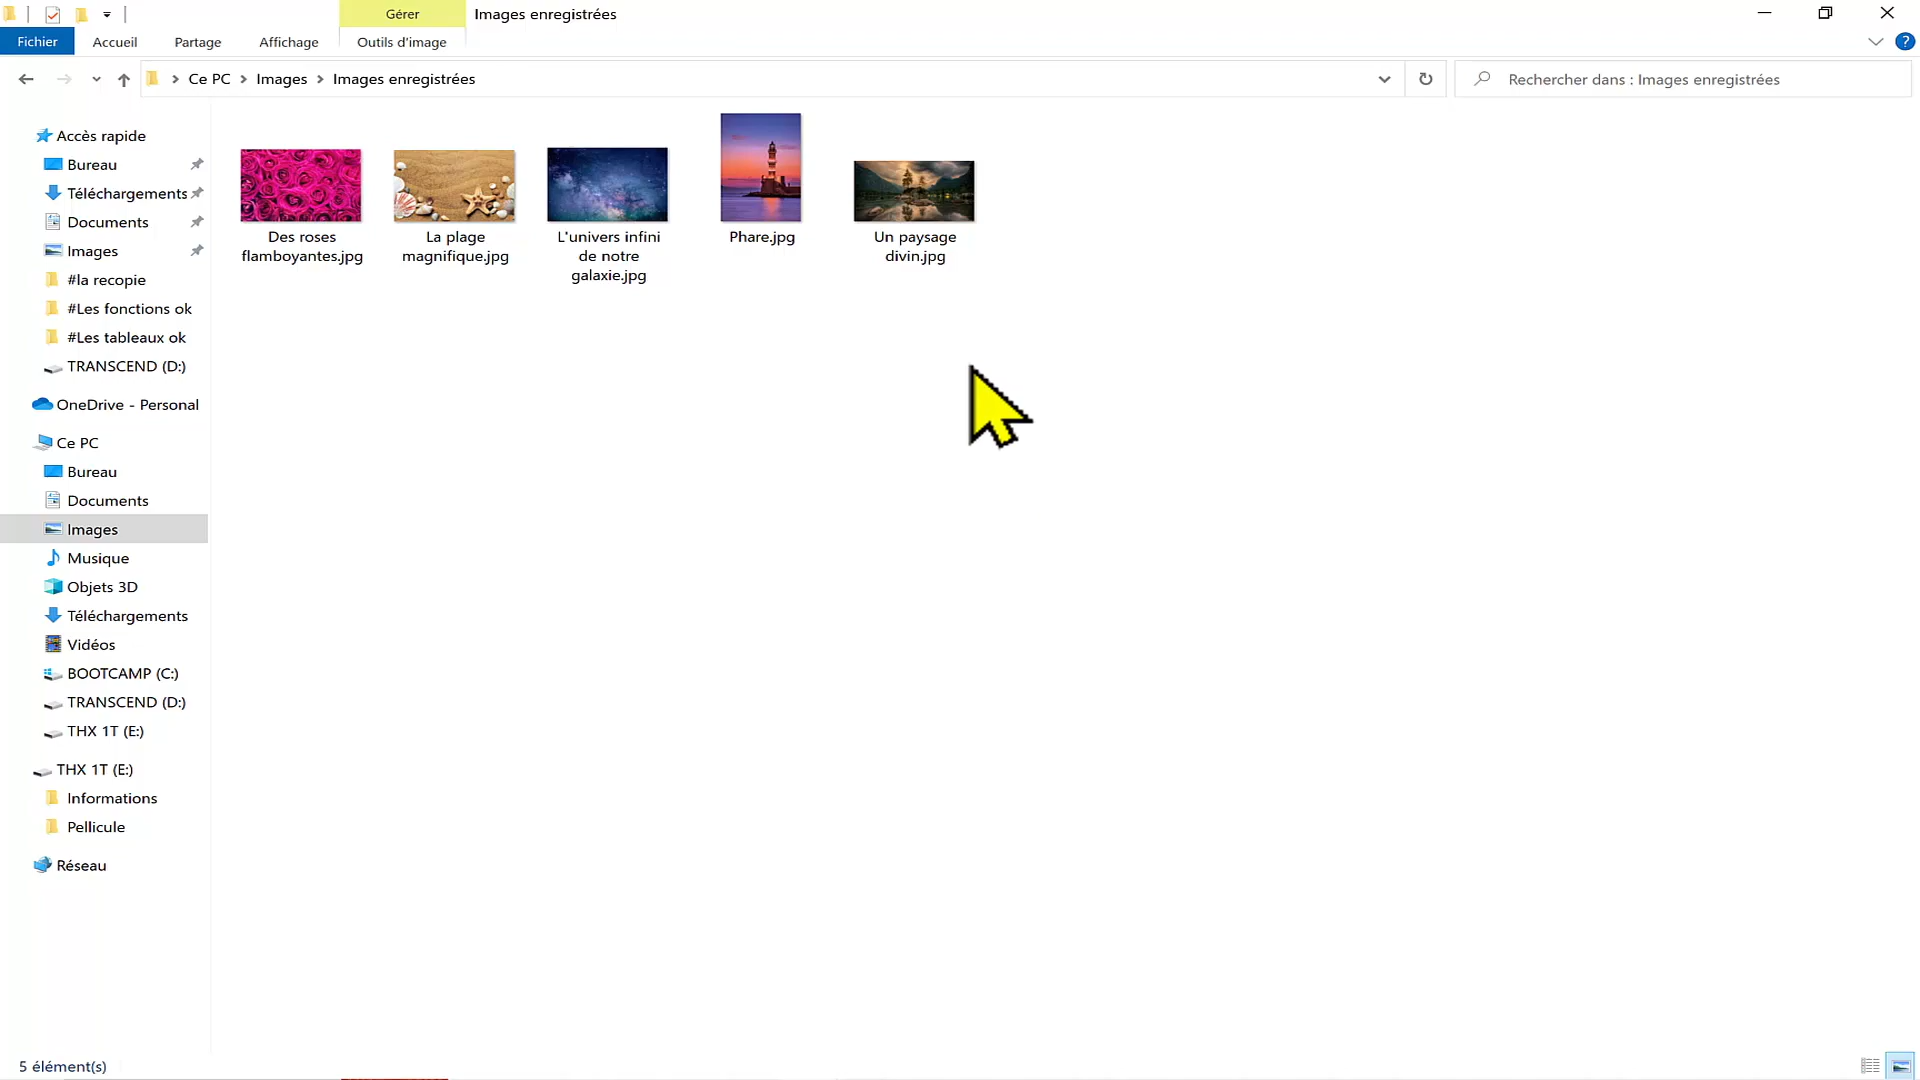 Gérer
Images enregistrées
Fichier
Accueil
Partage
Affichage
Outils d'image
Ce PC
Images
Images enregistrées
Rechercher dans : Images enregistrées
Accès rapide
Bureau
Téléchargements
Documents
Images
#la recopie
#Les fonctions ok
#Les tableaux ok
TRANSCEND (D:)
OneDrive - Personal
Ce PC
Bureau
Documents
Images
Musique
Objets 3D
Téléchargements
Vidéos
BOOTCAMP (C:)
TRANSCEND (D:)
THX 1T (E:)
THX 1T (E:)
Informations
Pellicule
Réseau
Des roses
flamboyantes.jpg
La plage
magnifique.jpg
L'univers infini
de notre
galaxie.jpg
Phare.jpg
Un paysage
divin.jpg
5 élément(s)